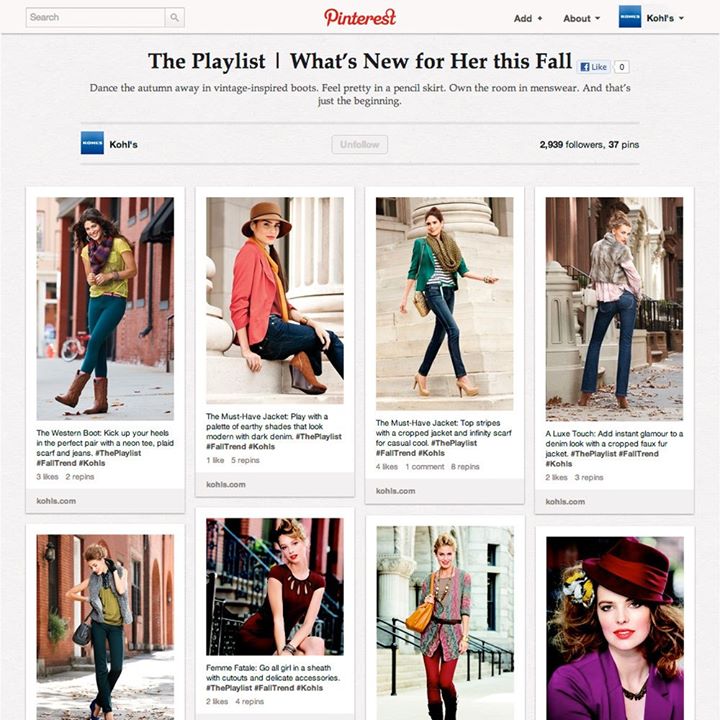 Search
Pinterest
Add +
About
KOHL'S
Kohl's
The Playlist | What's New for Her this Fall
Like
0
Dance the autumn away in vintage-inspired boots. Feel pretty in a pencil skirt. Own the room in menswear. And that's
just the beginning.
KOHL'S
Kohl's
Unfollow
2,939 followers, 37 pins
The Western Boot: Kick up your heels
in the perfect pair with a neon tee, plaid
scarf and jeans. #ThePlaylist
#FallTrend #Kohls
3 likes 2 repins
kohls.com
The Must-Have Jacket: Play with a
palette of earthy shades that look
modern with dark denim. #ThePlaylist
#FallTrend #Kohls
1 like 5 repins
kohls.com
The Must-Have Jacket: Top stripes
with a cropped jacket and infinity scarf
for casual cool. #ThePlaylist
#FallTrend #Kohls
4 likes 1 comment 8 repins
kohls.com
A Luxe Touch: Add instant glamour to a
denim look with a cropped faux fur
jacket. #ThePlaylist #FallTrend
#Kohls
2 likes 3 repins
kohls.com
Femme Fatale: Go all girl in a sheath
with cutouts and delicate accessories.
#ThePlaylist #FallTrend #Kohls
2 likes 4 repins